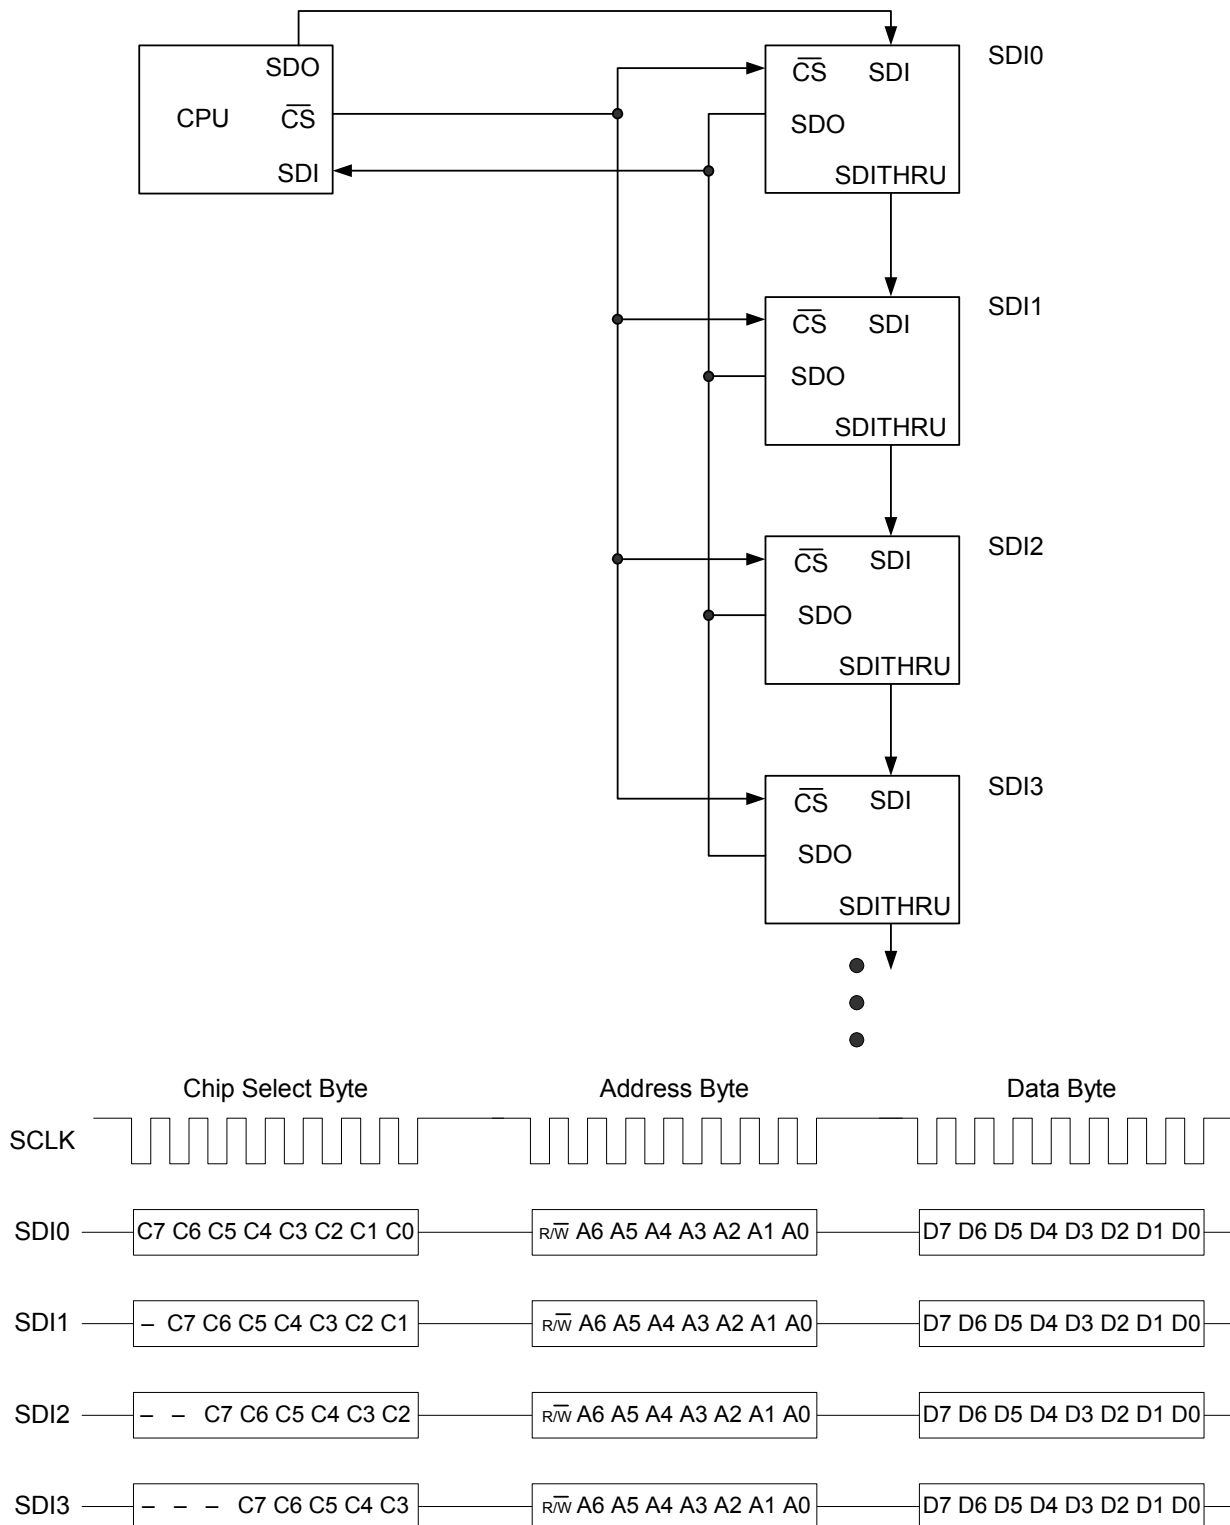 SDO
CPU
C̅S̅
SDI
C̅S̅ SDI
SDO
SDITHRU
SDI0
C̅S̅ SDI
SDO
SDITHRU
SDI1
C̅S̅ SDI
SDO
SDITHRU
SDI2
C̅S̅ SDI
SDO
SDITHRU
SDI3
Chip Select Byte Address Byte Data Byte
SCLK
SDI0 C7 C6 C5 C4 C3 C2 C1 C0 R/W̅ A6 A5 A4 A3 A2 A1 A0 D7 D6 D5 D4 D3 D2 D1 D0
SDI1 – C7 C6 C5 C4 C3 C2 C1 R/W̅ A6 A5 A4 A3 A2 A1 A0 D7 D6 D5 D4 D3 D2 D1 D0
SDI2 – – C7 C6 C5 C4 C3 C2 R/W̅ A6 A5 A4 A3 A2 A1 A0 D7 D6 D5 D4 D3 D2 D1 D0
SDI3 – – – C7 C6 C5 C4 C3 R/W̅ A6 A5 A4 A3 A2 A1 A0 D7 D6 D5 D4 D3 D2 D1 D0